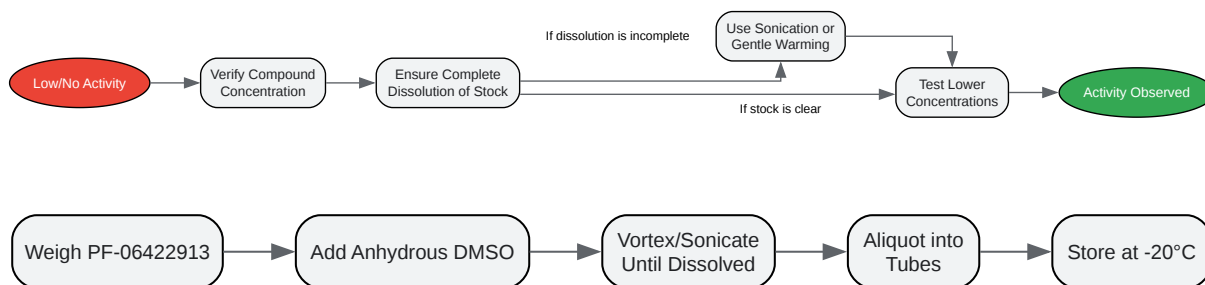 If dissolution is incomplete
Use Sonication or
Gentle Warming
Low/No Activity
Verify Compound
Concentration
Ensure Complete
Dissolution of Stock
If stock is clear
Test Lower
Concentrations
Activity Observed
Weigh PF-06422913
Add Anhydrous DMSO
Vortex/Sonicate
Until Dissolved
Aliquot into
Tubes
Store at -20°C